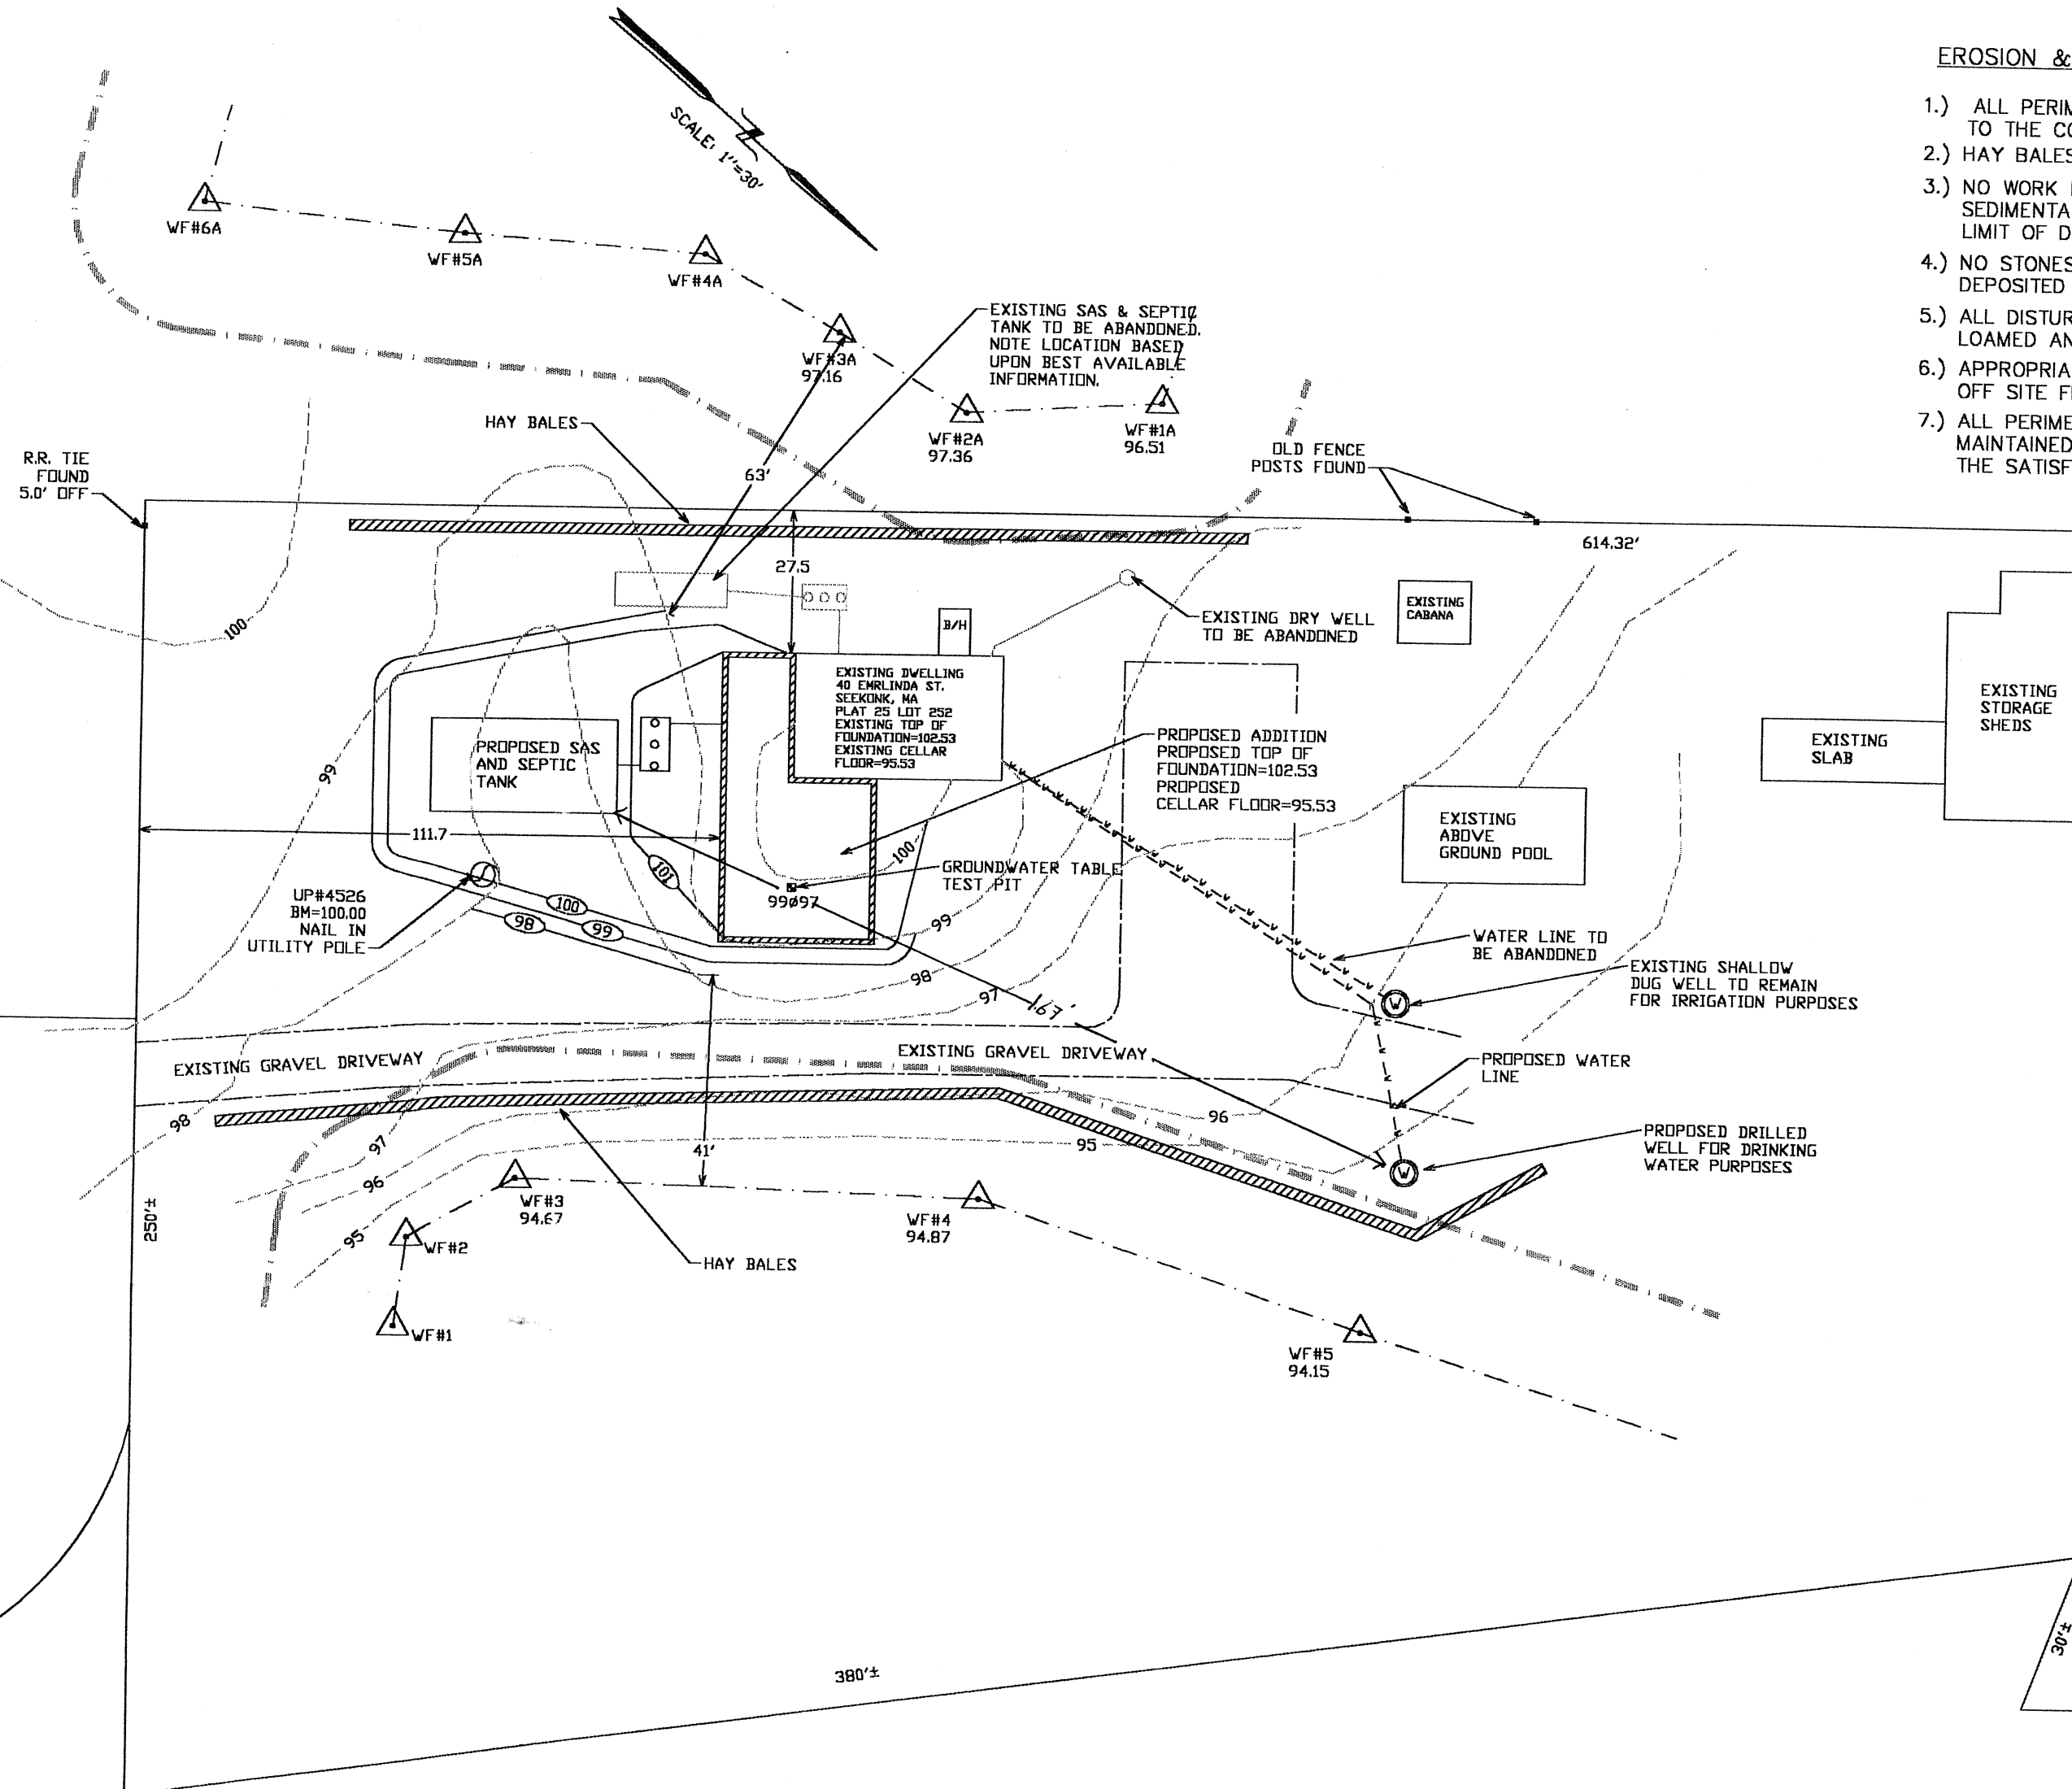 EROSION &
1.) ALL PERIM
TO THE CO
2.) HAY BALES
3.) NO WORK
SEDIMENTA
LIMIT OF D
4.) NO STONES
DEPOSITED
5.) ALL DISTUR
LOAMED AN
6.) APPROPRIA
OFF SITE F
7.) ALL PERIME
MAINTAINED
THE SATISF
SCALE: 1"=30'
N
WF#6A
WF#5A
WF#4A
WF#3A
97.16
WF#2A
97.36
WF#1A
96.51
EXISTING SAS & SEPTIC
TANK TO BE ABANDONED.
NOTE LOCATION BASED
UPON BEST AVAILABLE
INFORMATION.
HAY BALES
63'
R.R. TIE
FOUND
5.0' OFF
OLD FENCE
POSTS FOUND
614.32'
27.5
100
B/H
EXISTING DRY WELL
TO BE ABANDONED
EXISTING
CABANA
EXISTING DWELLING
40 EMRLINDA ST.
SEEKONK, MA
PLAT 25 LOT 252
EXISTING TOP OF
FOUNDATION=102.53
EXISTING CELLAR
FLOOR=95.53
EXISTING
STORAGE
SHEDS
EXISTING
SLAB
PROPOSED SAS
AND SEPTIC
TANK
PROPOSED ADDITION
PROPOSED TOP OF
FOUNDATION=102.53
PROPOSED
CELLAR FLOOR=95.53
99
111.7
EXISTING
ABOVE
GROUND POOL
100
101
GROUNDWATER TABLE
TEST PIT
99.97
UP#4526
BM=100.00
NAIL IN
UTILITY POLE
100
98
99
99
98
97
WATER LINE TO
BE ABANDONED
W
EXISTING SHALLOW
DUG WELL TO REMAIN
FOR IRRIGATION PURPOSES
167'
EXISTING GRAVEL DRIVEWAY
EXISTING GRAVEL DRIVEWAY
PROPOSED WATER
LINE
98
97
96
95
96
95
41'
W
PROPOSED DRILLED
WELL FOR DRINKING
WATER PURPOSES
WF#3
94.67
WF#2
WF#1
WF#4
94.87
WF#5
94.15
HAY BALES
250'±
380'±
30'±